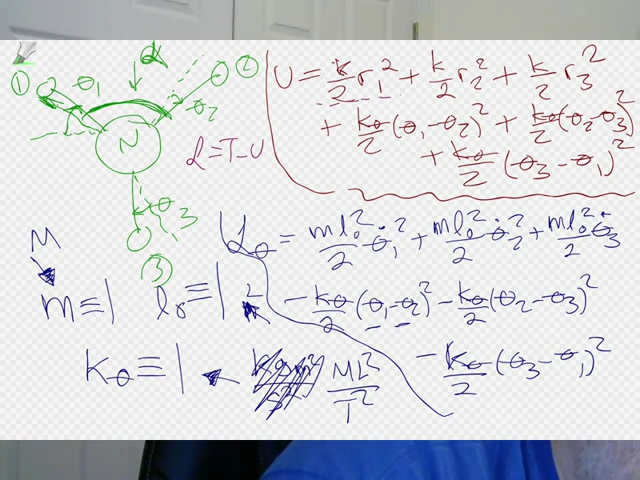 ① θ₁ α ②
θ₂
N
θ₃
③
ℒ = T - U
U = k/2 r₁² + k/2 r₂² + k/2 r₃²
+ kθ/2 (θ₁ - θ₂)² + kθ/2 (θ₂ - θ₃)²
+ kθ/2 (θ₃ - θ₁)²
ℒθ = ml₀²/2 θ̇₁² + ml₀²/2 θ̇₂² + ml₀²/2 θ̇₃
- kθ/2 (θ₁ - θ₂)² - kθ/2 (θ₂ - θ₃)²
- kθ/2 (θ₃ - θ₁)²
M
m ≡ 1 l₀ ≡ 1
kθ ≡ 1 ML²/T²